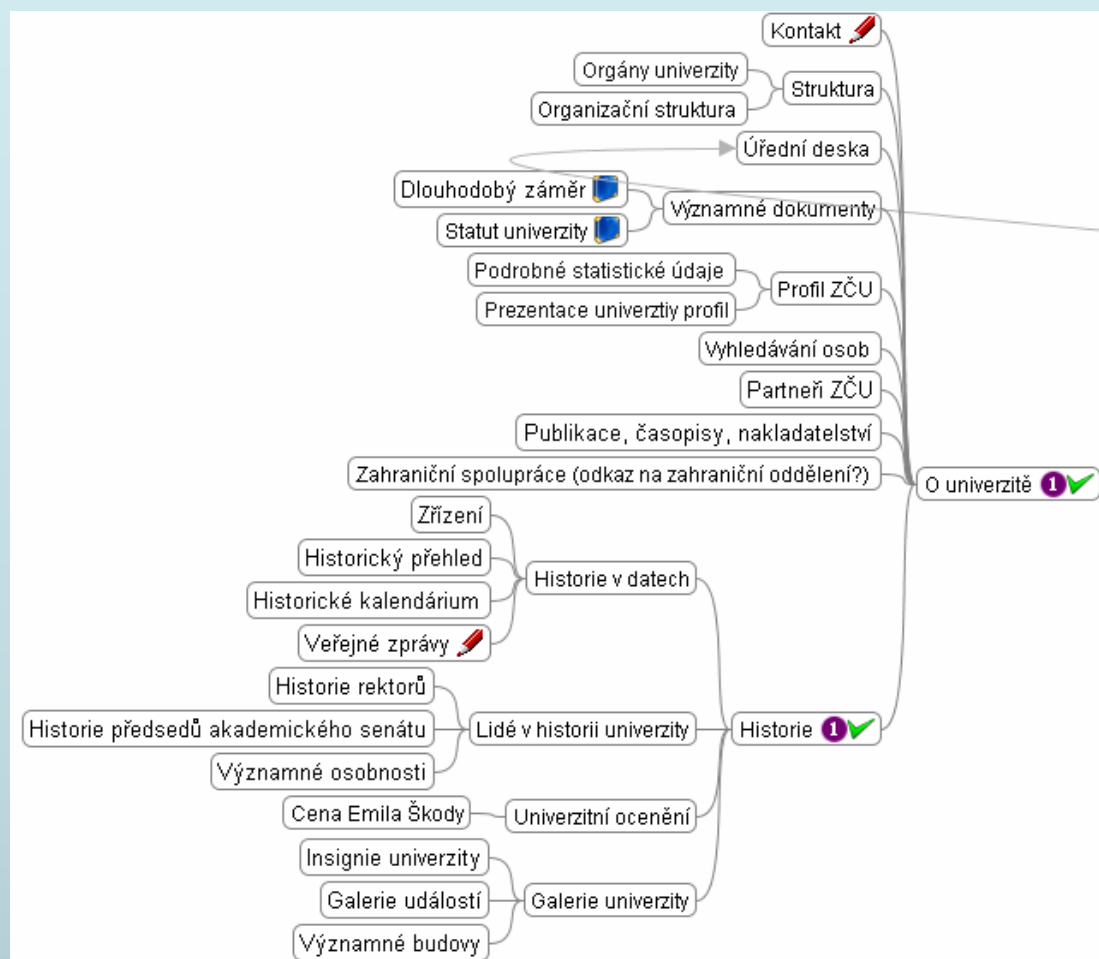 Kontakt
Orgány univerzity
Struktura
Organizační struktura
Úřední deska
Dlouhodobý záměr
Významné dokumenty
Statut univerzity
Podrobné statistické údaje
Profil ZČU
Prezentace univerztiy profil
Vyhledávání osob
Partneři ZČU
Publikace, časopisy, nakladatelství
Zahraniční spolupráce (odkaz na zahraniční oddělení?)
O univerzitě 1
Zřízení
Historický přehled
Historie v datech
Historické kalendárium
Veřejné zprávy
Historie rektorů
Historie předsedů akademického senátu
Lidé v historii univerzity
Historie 1
Významné osobnosti
Cena Emila Škody
Univerzitní ocenění
Insignie univerzity
Galerie událostí
Galerie univerzity
Významné budovy